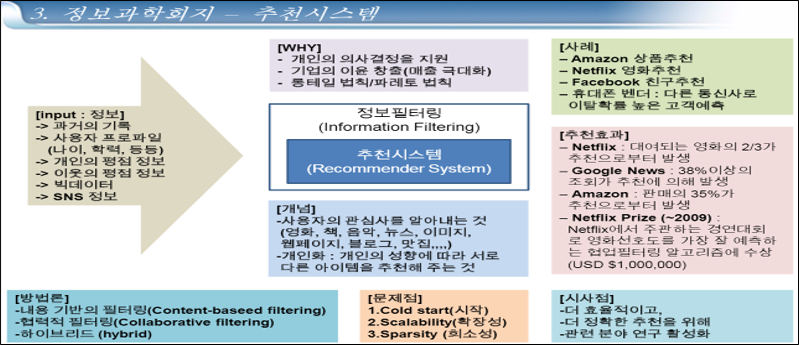 3. 정보과학회지 – 추천시스템
[WHY]
- 개인의 의사결정을 지원
- 기업의 이윤 창출(매출 극대화)
- 롱테일 법칙/파레토 법칙
[사례]
– Amazon 상품추천
– Netflix 영화추천
– Facebook 친구추천
– 휴대폰 벤더 : 다른 통신사로
이탈확률 높은 고객예측
[input : 정보]
-> 과거의 기록
-> 사용자 프로파일
(나이, 학력, 등등)
-> 개인의 평점 정보
-> 이웃의 평점 정보
-> 빅데이터
-> SNS 정보
정보필터링
(Information Filtering)
추천시스템
(Recommender System)
[추천효과]
– Netflix : 대여되는 영화의 2/3가
추천으로부터 발생
– Google News : 38%이상의
조회가 추천에 의해 발생
– Amazon : 판매의 35%가
추천으로부터 발생
– Netflix Prize (~2009) :
Netflix에서 주관하는 경연대회
로 영화선호도를 가장 잘 예측하
는 협업필터링 알고리즘에 수상
(USD $1,000,000)
[개념]
-사용자의 관심사를 알아내는 것
(영화, 책, 음악, 뉴스, 이미지,
웹페이지, 블로그, 맛집,,,,)
-개인화 : 개인의 성향에 따라 서로
다른 아이템을 추천해 주는 것
[방법론]
-내용 기반의 필터링(Content-baseed filtering)
-협력적 필터링(Collaborative filtering)
-하이브리드(hybrid)
[문제점]
1.Cold start(시작)
2.Scalability(확장성)
3.Sparsity (희소성)
[시사점]
-더 효율적이고,
-더 정확한 추천을 위해
-관련 분야 연구 활성화